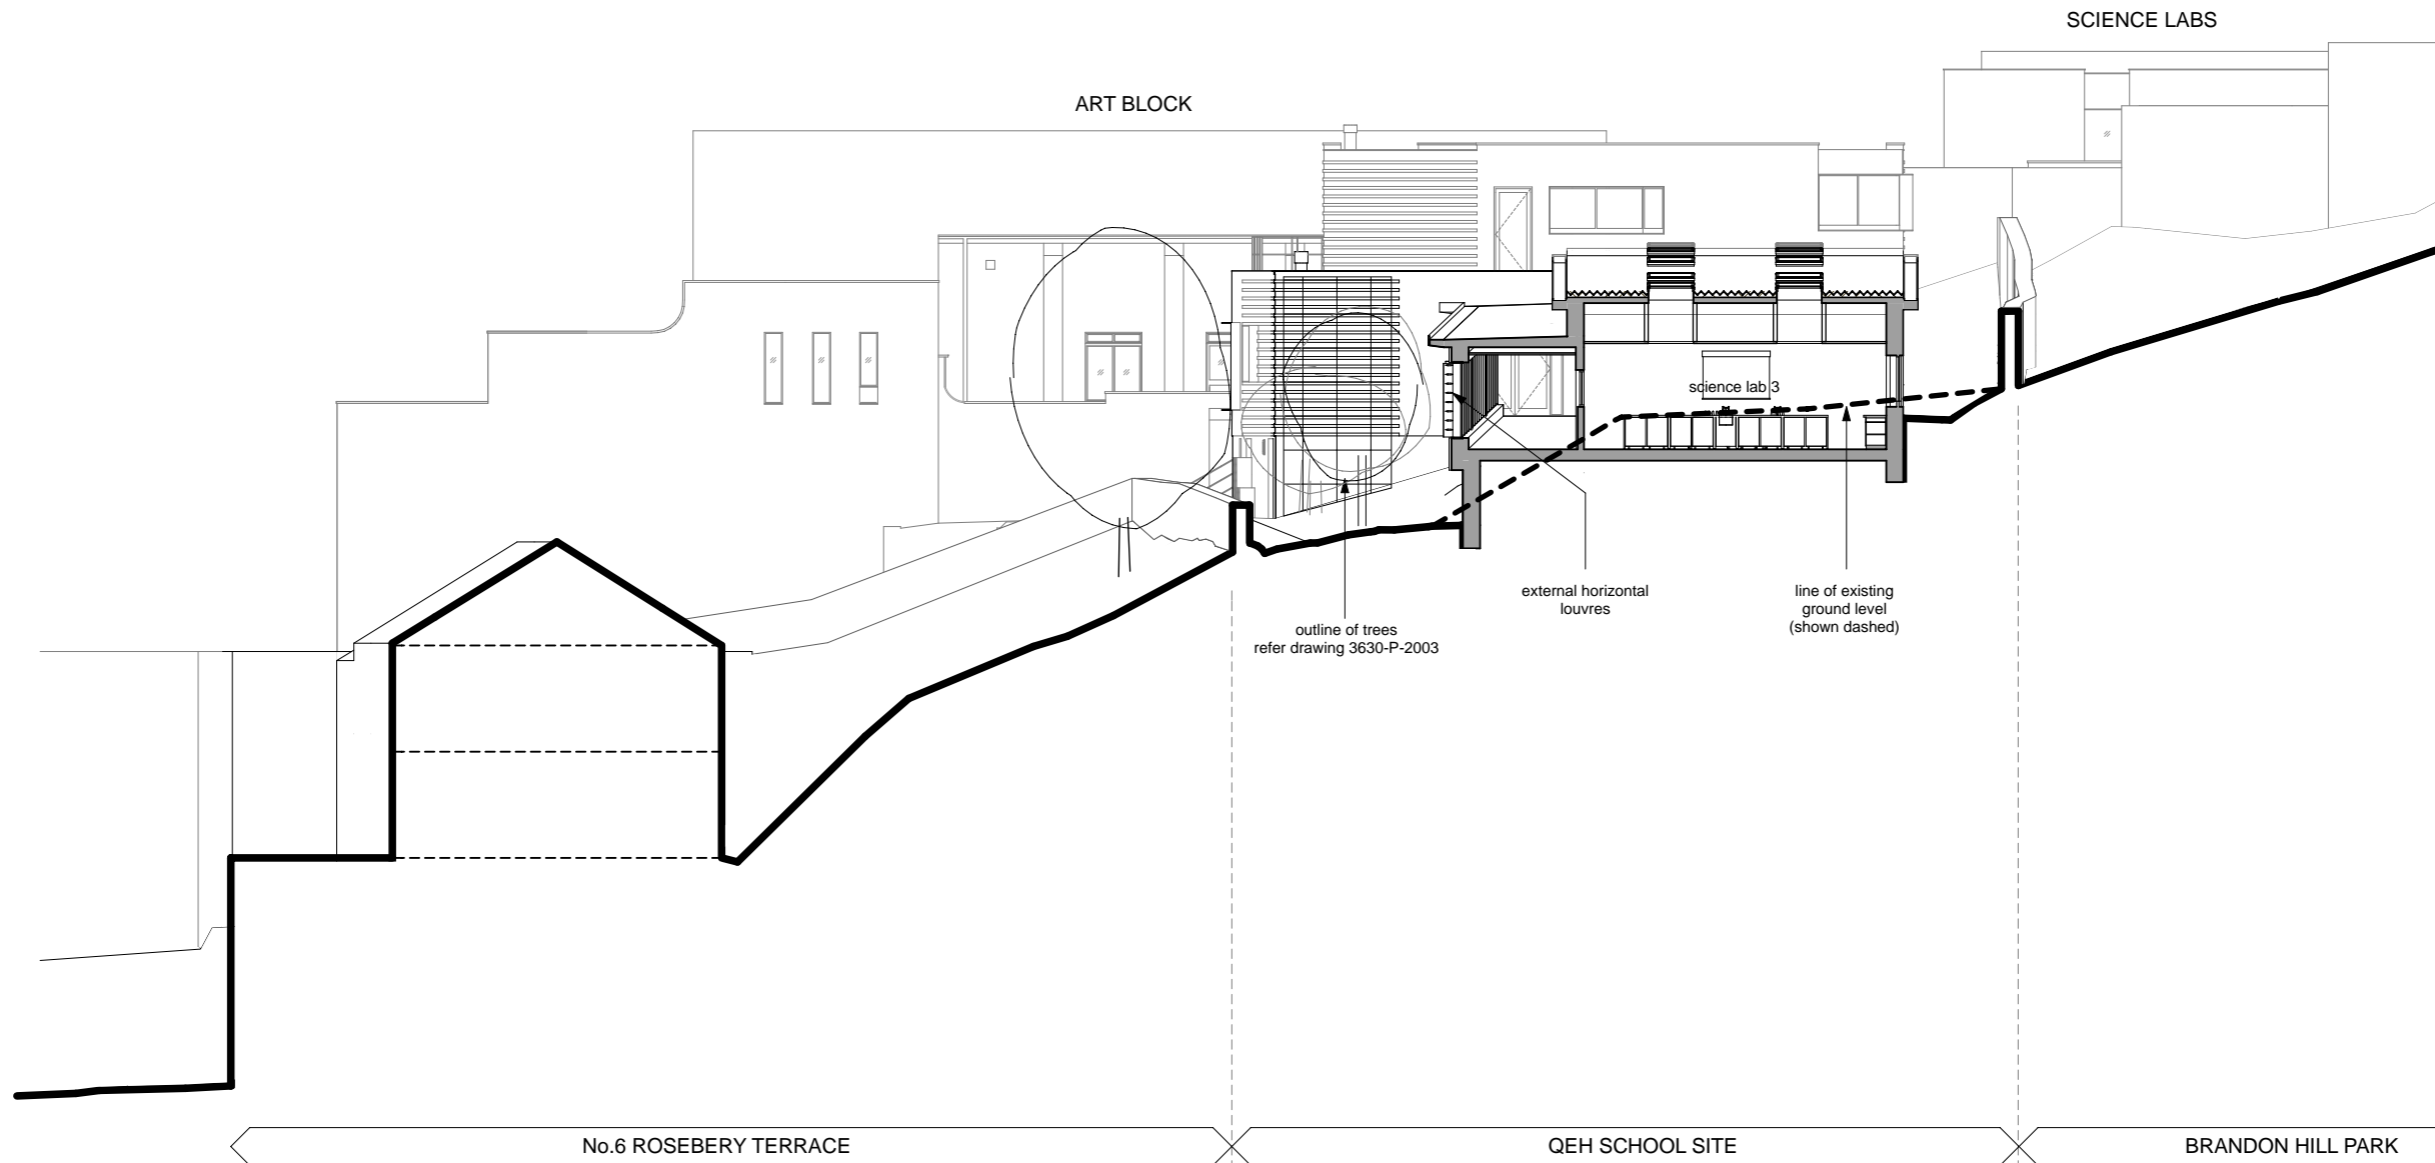 SCIENCE LABS
ART BLOCK
science lab 3
external horizontal
louvres
line of existing
ground level
(shown dashed)
outline of trees
refer drawing 3630-P-2003
No.6 ROSEBERY TERRACE
QEH SCHOOL SITE
BRANDON HILL PARK